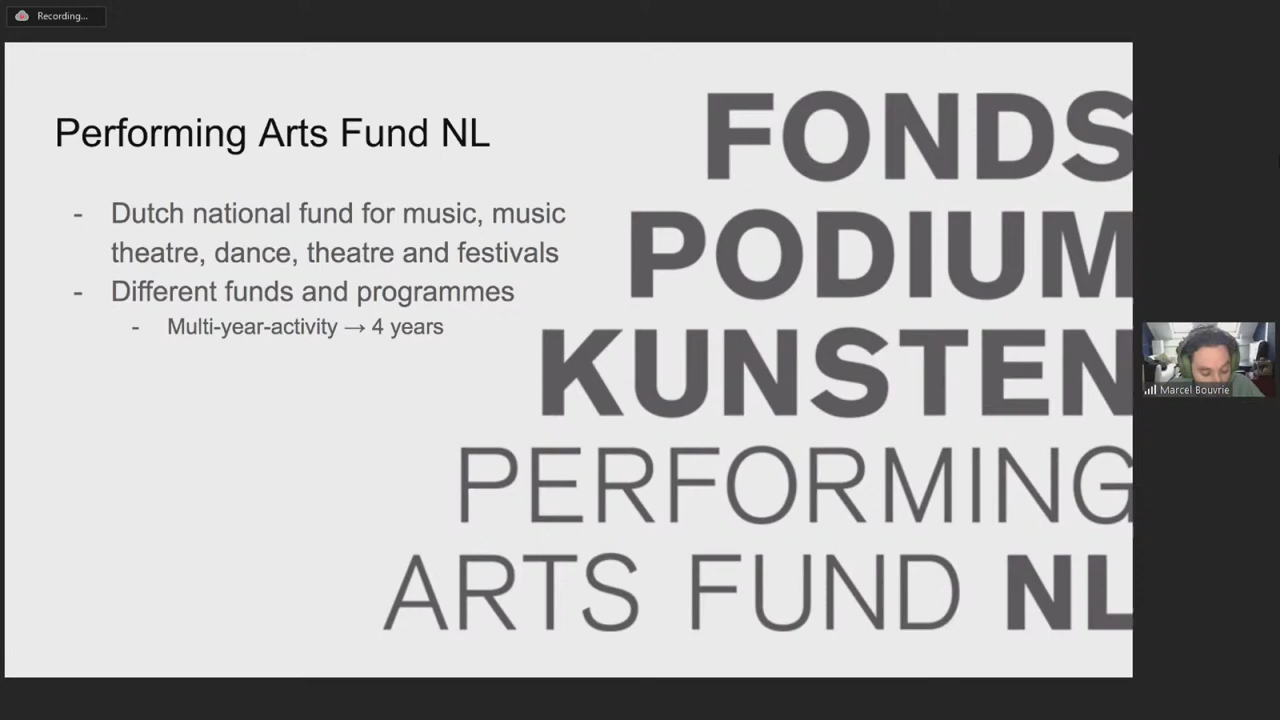 Recording...
Performing Arts Fund NL
- Dutch national fund for music, music
theatre, dance, theatre and festivals
- Different funds and programmes
- Multi-year-activity → 4 years
FONDS
PODIUM
KUNSTEN
PERFORMING
ARTS FUND NL
Marcel Bouvrie